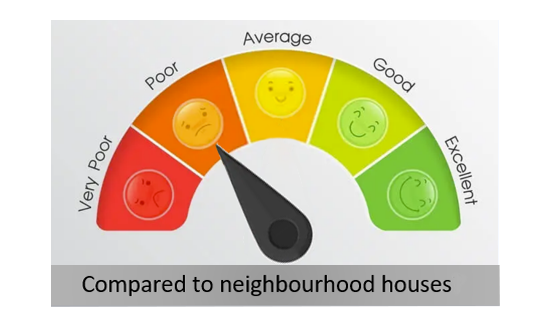 Very Poor
Poor
Average
Good
Excellent
Compared to neighbourhood houses